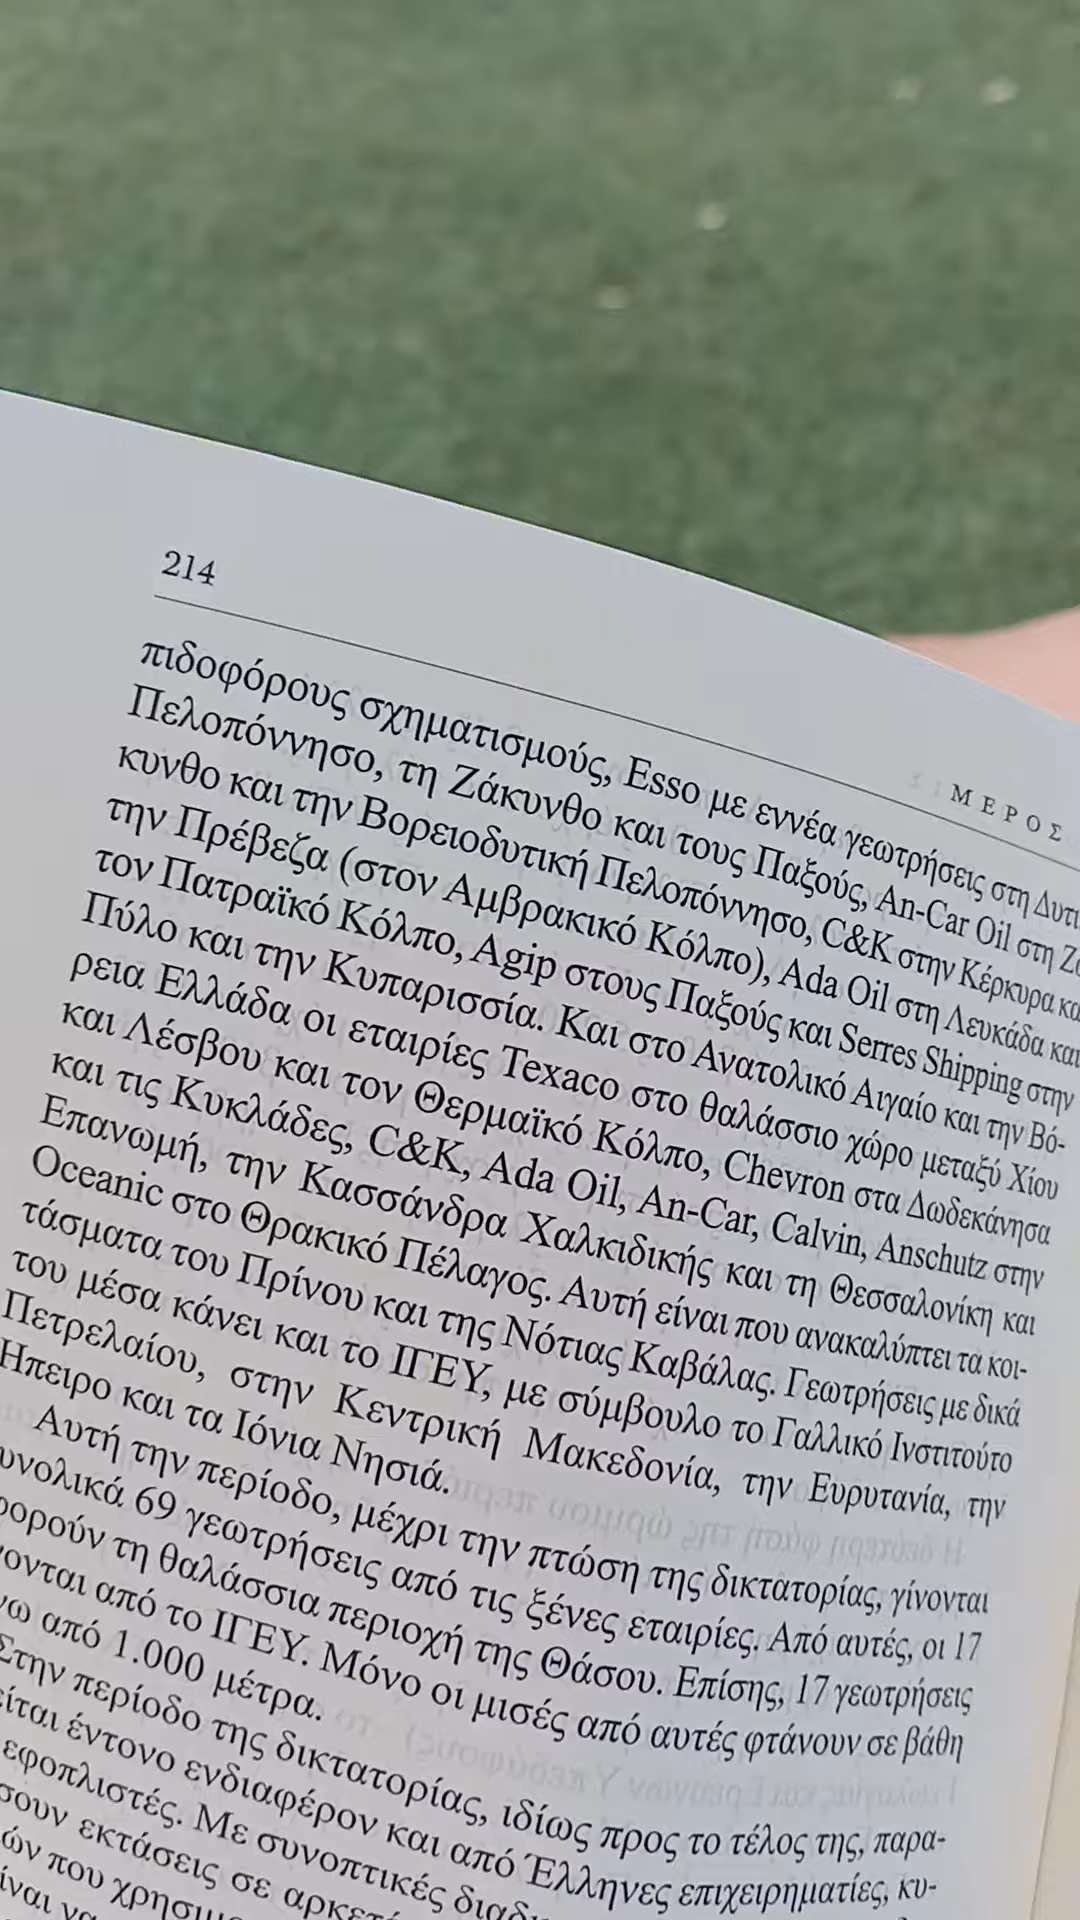 214
ΜΕΡΟΣ
πιδοφόρους σχηματισμούς, Esso με εννέα γεωτρήσεις στη
Πελοπόννησο, τη Ζάκυνθο και τους Παξούς, An-Car Oil στη
κυνθο και την Βορειοδυτική Πελοπόννησο, C&K στην Κέρκυρα
την Πρέβεζα (στον Αμβρακικό Κόλπο), Ada Oil στη Λευκάδα και
τον Πατραϊκό Κόλπο, Agip στους Παξούς και Serres Shipping στην
Πύλο και την Κυπαρισσία. Και στο Ανατολικό Αιγαίο και την Βό-
ρεια Ελλάδα οι εταιρίες Texaco στο θαλάσσιο χώρο μεταξύ Χίου
και Λέσβου και τον Θερμαϊκό Κόλπο, Chevron στα Δωδεκάνησα
και τις Κυκλάδες, C&K, Ada Oil, An-Car, Calvin, Anschutz στην
Επανωμή, την Κασσάνδρα Χαλκιδικής και τη Θεσσαλονίκη και
Oceanic στο Θρακικό Πέλαγος. Αυτή είναι που ανακαλύπτει τα κοι-
τάσματα του Πρίνου και της Νότιας Καβάλας. Γεωτρήσεις με δικά
του μέσα κάνει και το ΙΓΕΥ, με σύμβουλο το Γαλλικό Ινστιτούτο
Πετρελαίου, στην Κεντρική Μακεδονία, την Ευρυτανία, την
Ήπειρο και τα Ιόνια Νησιά.
Αυτή την περίοδο, μέχρι την πτώση της δικτατορίας, γίνονται
υνολικά 69 γεωτρήσεις από τις ξένες εταιρίες. Από αυτές, οι 17
φορούν τη θαλάσσια περιοχή της Θάσου. Επίσης, 17 γεωτρήσεις
νονται από το ΙΓΕΥ. Μόνο οι μισές από αυτές φτάνουν σε βάθη
νω από 1.000 μέτρα.
Στην περίοδο της δικτατορίας, ιδίως προς το τέλος της, παρα-
είται έντονο ενδιαφέρον και από Έλληνες επιχειρηματίες, κυ-
εφοπλιστές. Με συνοπτικές
σουν εκτάσεις σε
ών που